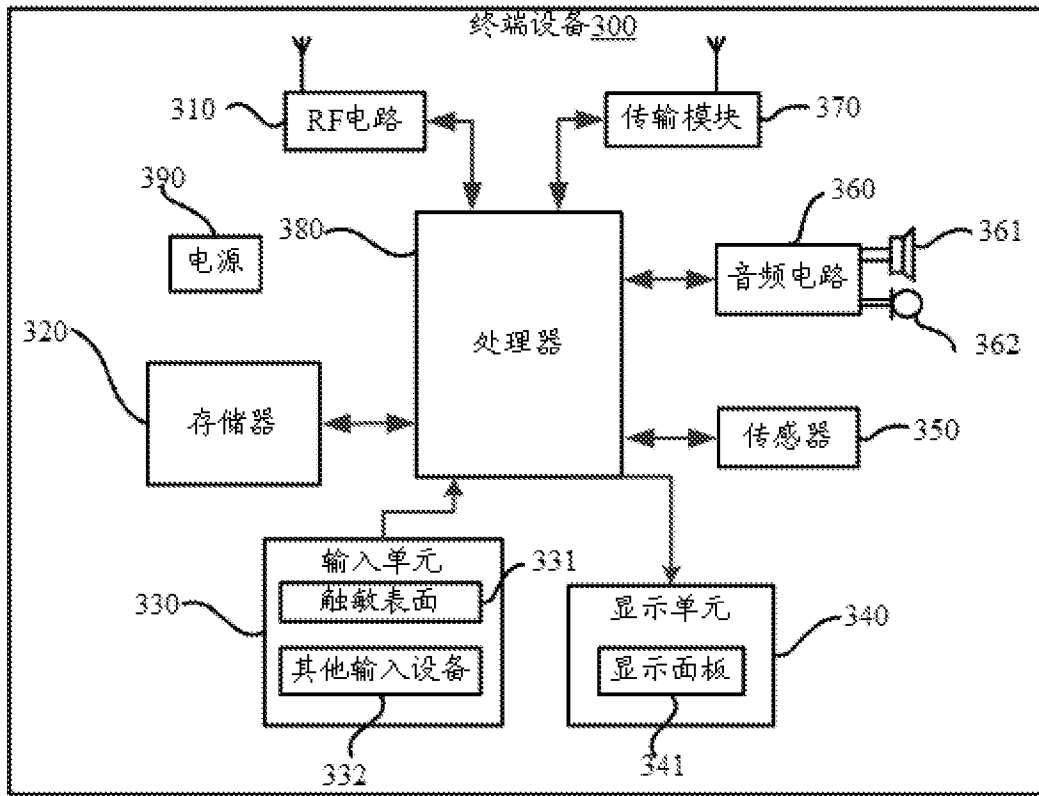 终端设备300
310
RF电路
传输模块
370
390
电源
380
360
音频电路
361
362
320
存储器
处理器
传感器
350
输入单元
331
触敏表面
330
其他输入设备
332
显示单元
340
显示面板
341